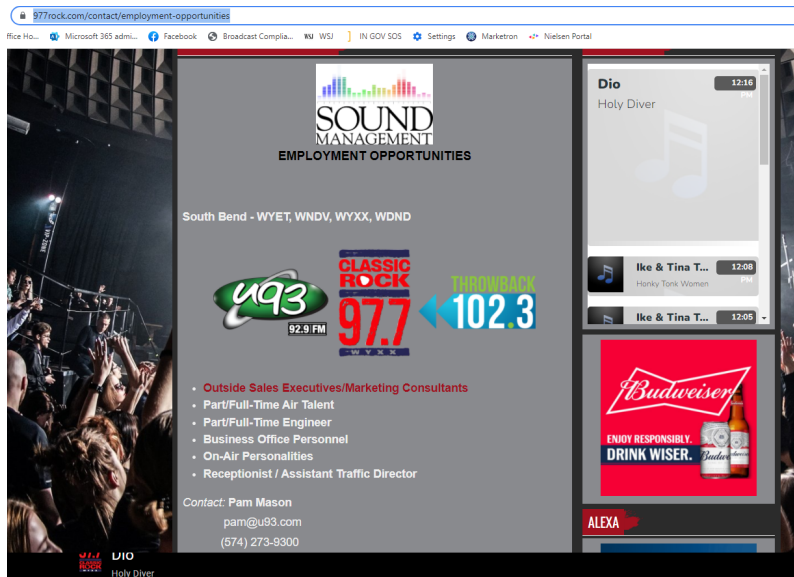 977rock.com/contact/employment-opportunities
ffice Ho...
Microsoft 365 admi...
Facebook
Broadcast Complia...
WSJ WSJ
IN GOV SOS
Settings
Marketron
Nielsen Portal
SOUND
MANAGEMENT
EMPLOYMENT OPPORTUNITIES
South Bend - WYET, WNDV, WYXX, WDND
u93
92.9 FM
CLASSIC
ROCK
97.7
WYXX
THROWBACK
102.3
• Outside Sales Executives/Marketing Consultants
• Part/Full-Time Air Talent
• Part/Full-Time Engineer
• Business Office Personnel
• On-Air Personalities
• Receptionist / Assistant Traffic Director
Contact: Pam Mason
pam@u93.com
(574) 273-9300
Dio
12:16
PM
Holy Diver
Ike & Tina T...
12:08
PM
Honky Tonk Women
Ike & Tina T...
12:05
Budweiser
ENJOY RESPONSIBLY.
DRINK WISER.
ALEXA
97.7
CLASSIC
ROCK
Dio
Holy Diver